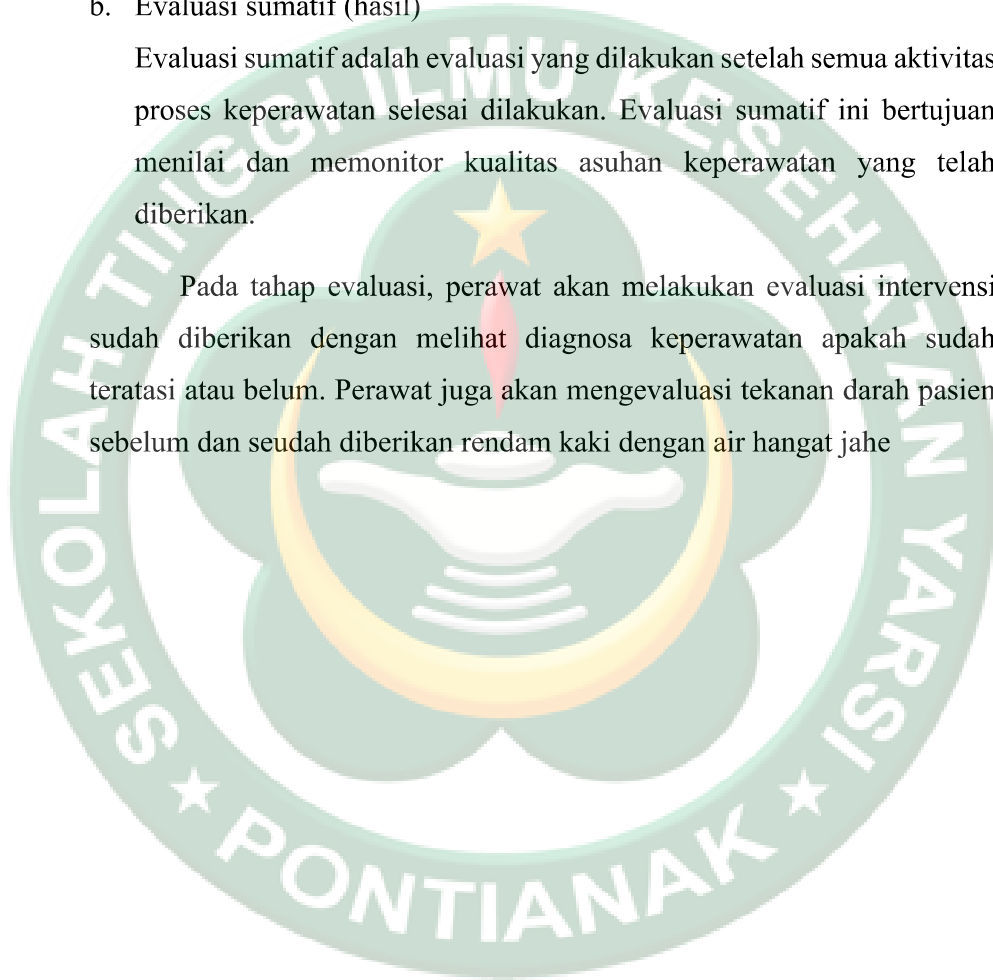 b. Evaluasi sumatif (hasil)
Evaluasi sumatif adalah evaluasi yang dilakukan setelah semua aktivitas
proses keperawatan selesai dilakukan. Evaluasi sumatif ini bertujuan
menilai dan memonitor kualitas asuhan keperawatan yang telah
diberikan.
Pada tahap evaluasi, perawat akan melakukan evaluasi intervensi
sudah diberikan dengan melihat diagnosa keperawatan apakah sudah
teratasi atau belum. Perawat juga akan mengevaluasi tekanan darah pasien
sebelum dan seudah diberikan rendam kaki dengan air hangat jahe
SEKOLAH TINGGI ILMU KESEHATAN YARSI
PONTIANAK